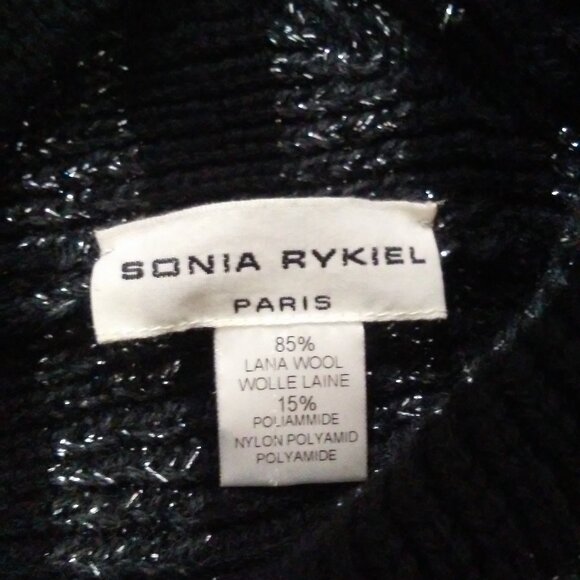 SONIA RYKIEL
PARIS
85%
LANA WOOL
WOLLE LAINE
15%
POLIAMMIDE
NYLON POLYAMID
POLYAMIDE